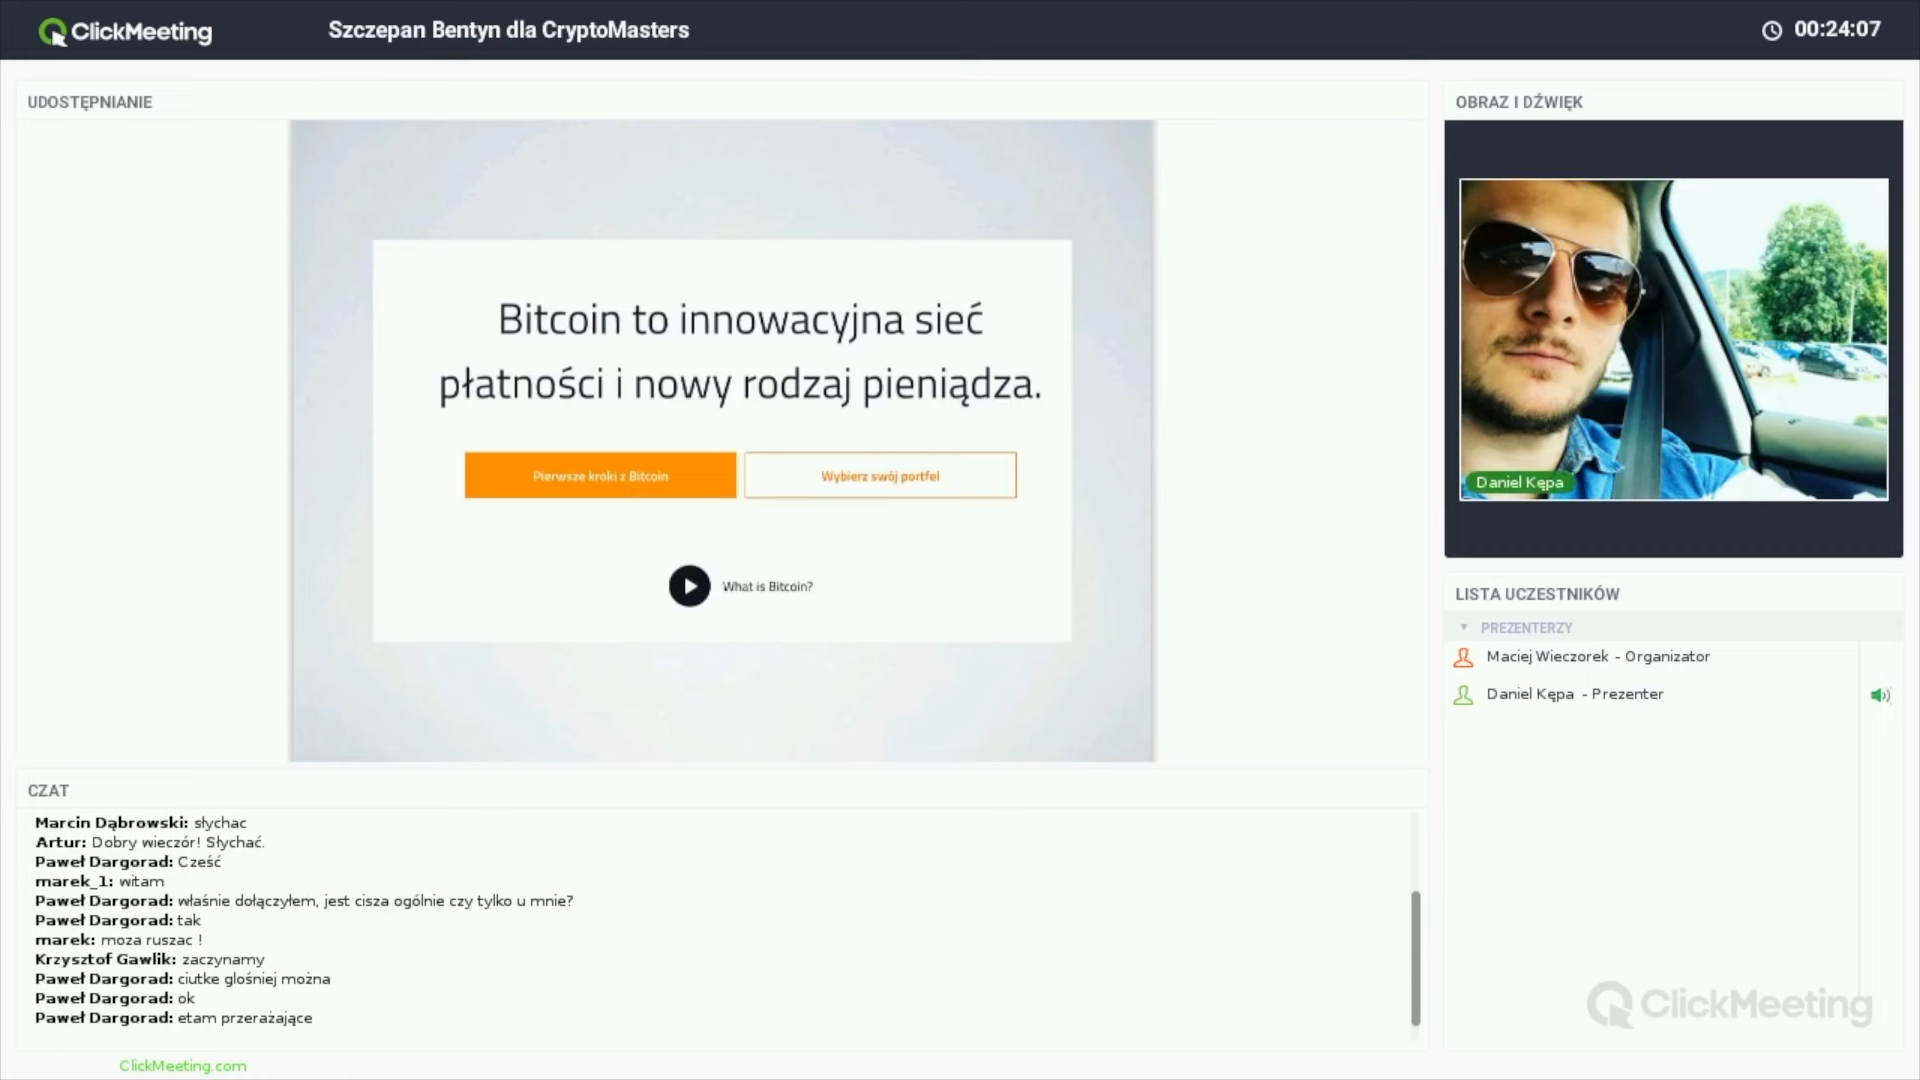 ClickMeeting
Szczepan Bentyn dla CryptoMasters
00:24:07
UDOSTĘPNIANIE
Bitcoin to innowacyjna sieć
płatności i nowy rodzaj pieniądza.
Pierwsze kroki z Bitcoin
Wybierz swój portfel
What is Bitcoin?
OBRAZ I DŹWIĘK
Daniel Kępa
LISTA UCZESTNIKÓW
PREZENTERZY
Maciej Wieczorek - Organizator
Daniel Kępa - Prezenter
CZAT
Marcin Dąbrowski: słychac
Artur: Dobry wieczór! Słychać.
Paweł Dargorad: Cześć
marek_1: witam
Paweł Dargorad: właśnie dołączyłem, jest cisza ogólnie czy tylko u mnie?
Paweł Dargorad: tak
marek: moza ruszac !
Krzysztof Gawlik: zaczynamy
Paweł Dargorad: ciutke glośniej można
Paweł Dargorad: ok
Paweł Dargorad: etam przerażające
ClickMeeting
ClickMeeting.com